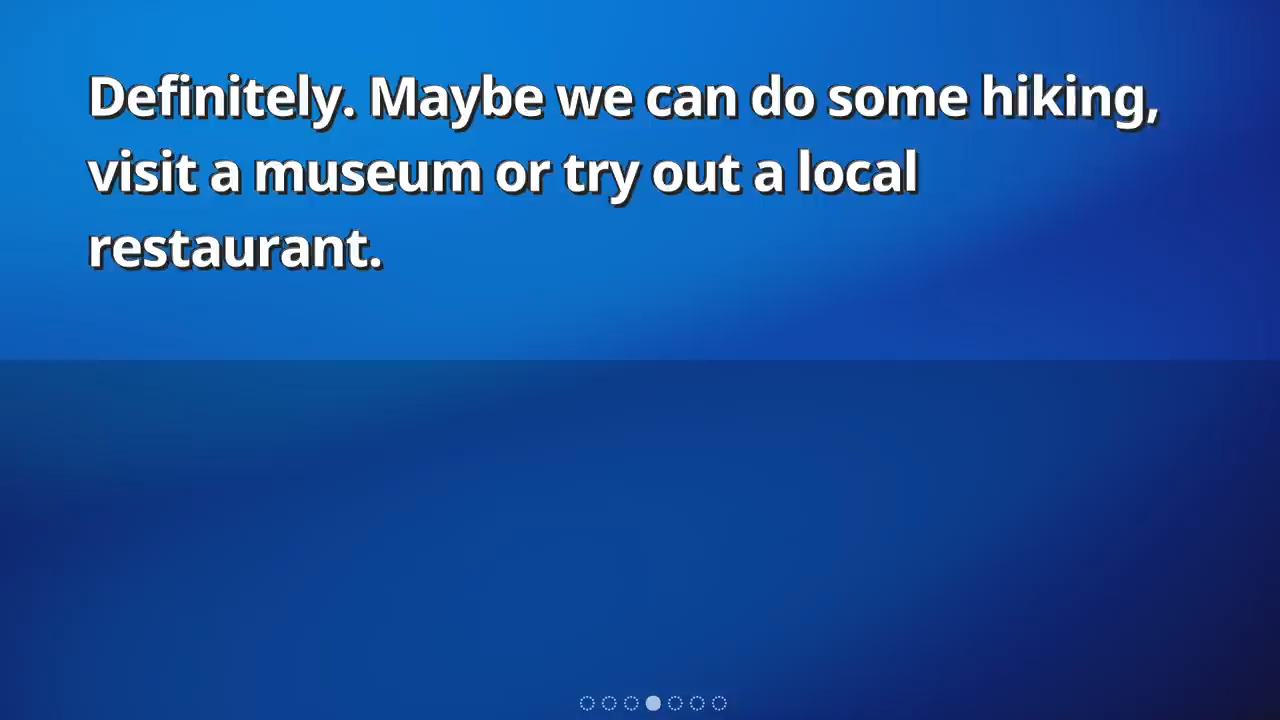 Definitely. Maybe we can do some hiking,
visit a museum or try out a local
restaurant.